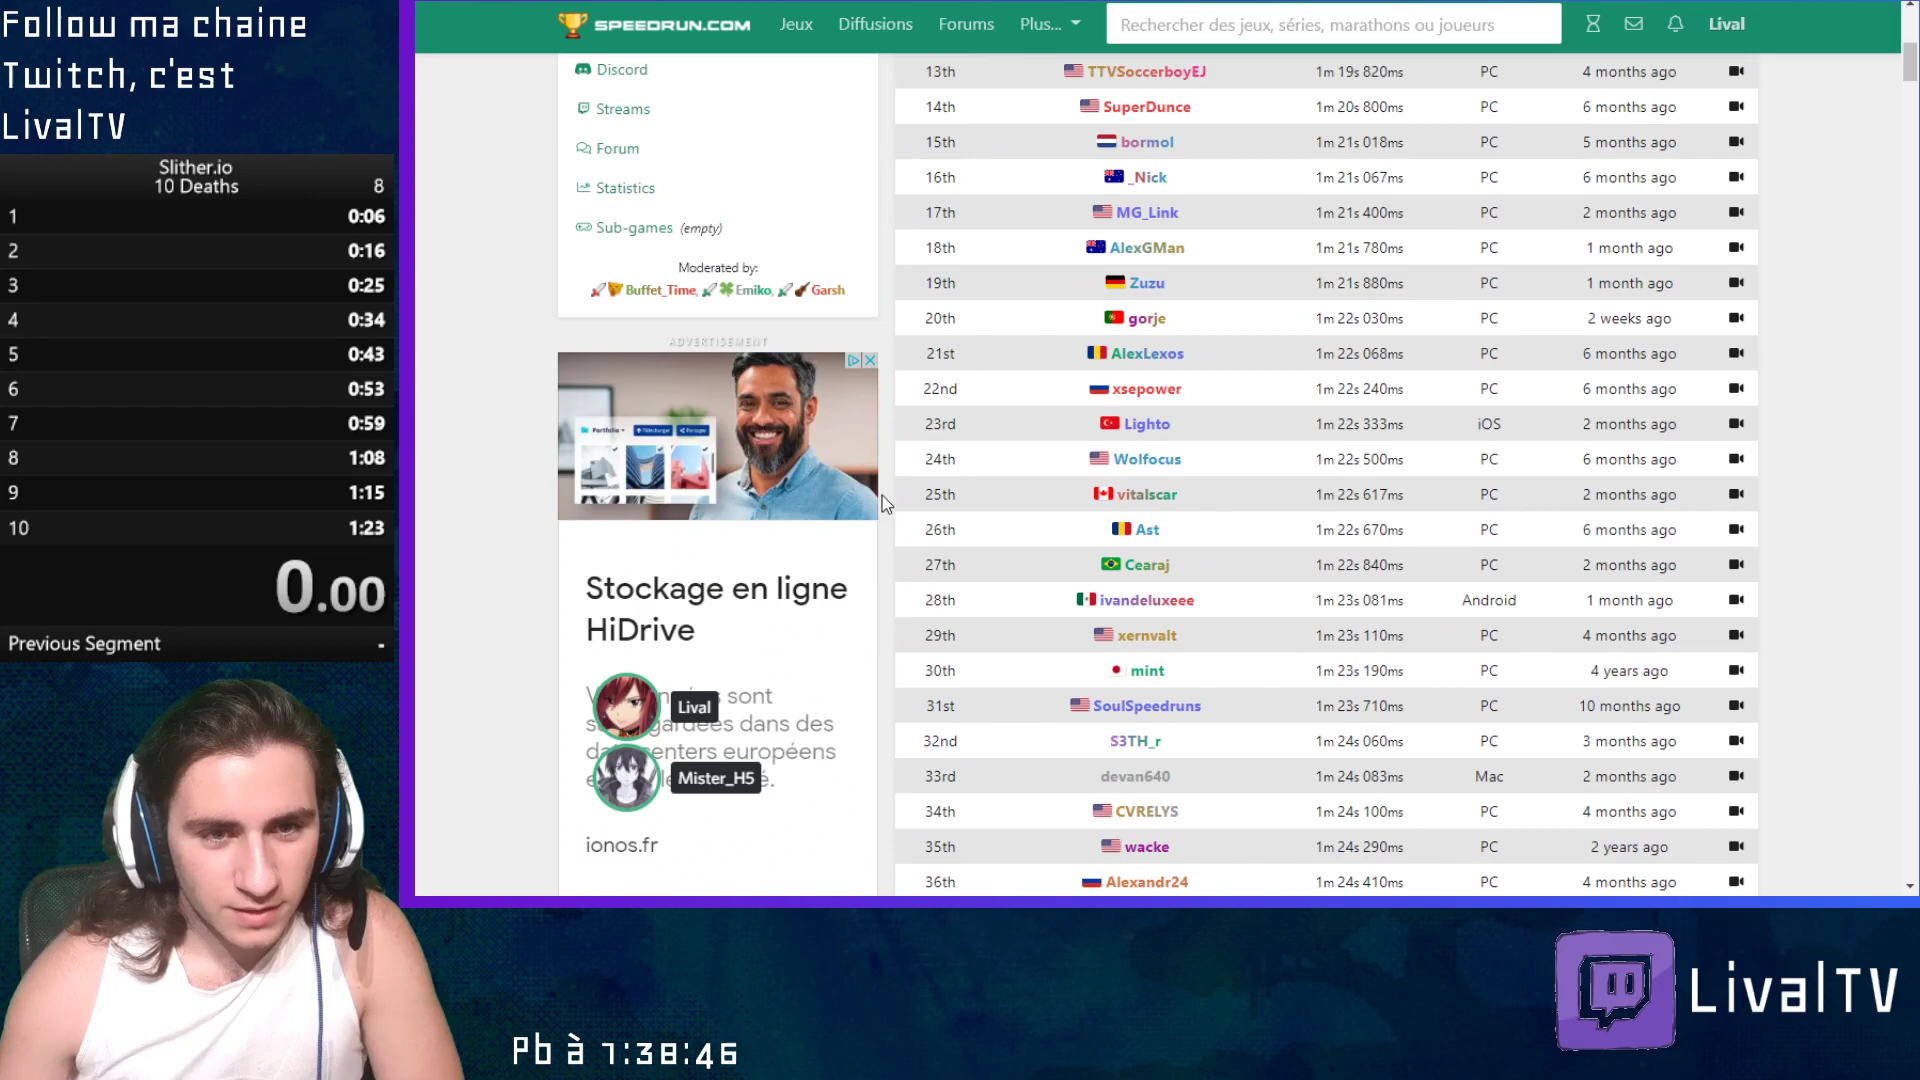 Follow ma chaine
Twitch, c'est
LivalTV
Slither.io
10 Deaths 8
1 0:06
2 0:16
3 0:25
4 0:34
5 0:43
6 0:53
7 0:59
8 1:08
9 1:15
10 1:23
0.00
Previous Segment -
SPEEDRUN.COM Jeux Diffusions Forums Plus... Rechercher des jeux, séries, marathons ou joueurs Lival
Discord
Streams
Forum
Statistics
Sub-games (empty)
Moderated by:
Buffet_Time, Emiko, Garsh
ADVERTISEMENT
Portfolio Télécharger Partager
Stockage en ligne
HiDrive
sont
gardées dans des
centers européens
Lival
Mister_H5
ionos.fr
13th TTVSoccerboyEJ 1m 19s 820ms PC 4 months ago
14th SuperDunce 1m 20s 800ms PC 6 months ago
15th bormol 1m 21s 018ms PC 5 months ago
16th _Nick 1m 21s 067ms PC 6 months ago
17th MG_Link 1m 21s 400ms PC 2 months ago
18th AlexGMan 1m 21s 780ms PC 1 month ago
19th Zuzu 1m 21s 880ms PC 1 month ago
20th gorje 1m 22s 030ms PC 2 weeks ago
21st AlexLexos 1m 22s 068ms PC 6 months ago
22nd xsepower 1m 22s 240ms PC 6 months ago
23rd Lighto 1m 22s 333ms iOS 2 months ago
24th Wolfocus 1m 22s 500ms PC 6 months ago
25th vitalscar 1m 22s 617ms PC 2 months ago
26th Ast 1m 22s 670ms PC 6 months ago
27th Cearaj 1m 22s 840ms PC 2 months ago
28th ivandeluxeee 1m 23s 081ms Android 1 month ago
29th xernvalt 1m 23s 110ms PC 4 months ago
30th mint 1m 23s 190ms PC 4 years ago
31st SoulSpeedruns 1m 23s 710ms PC 10 months ago
32nd S3TH_r 1m 24s 060ms PC 3 months ago
33rd devan640 1m 24s 083ms Mac 2 months ago
34th CVRELYS 1m 24s 100ms PC 4 months ago
35th wacke 1m 24s 290ms PC 2 years ago
36th Alexandr24 1m 24s 410ms PC 4 months ago
Pb à 1:38:46
LivalTV